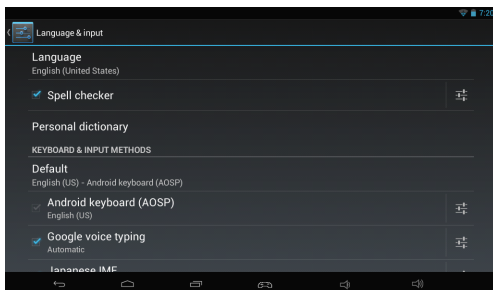 7:20
Language & input
Language
English (United States)
Spell checker
Personal dictionary
KEYBOARD & INPUT METHODS
Default
English (US) - Android keyboard (AOSP)
Android keyboard (AOSP)
English (US)
Google voice typing
Automatic
Japanese IME